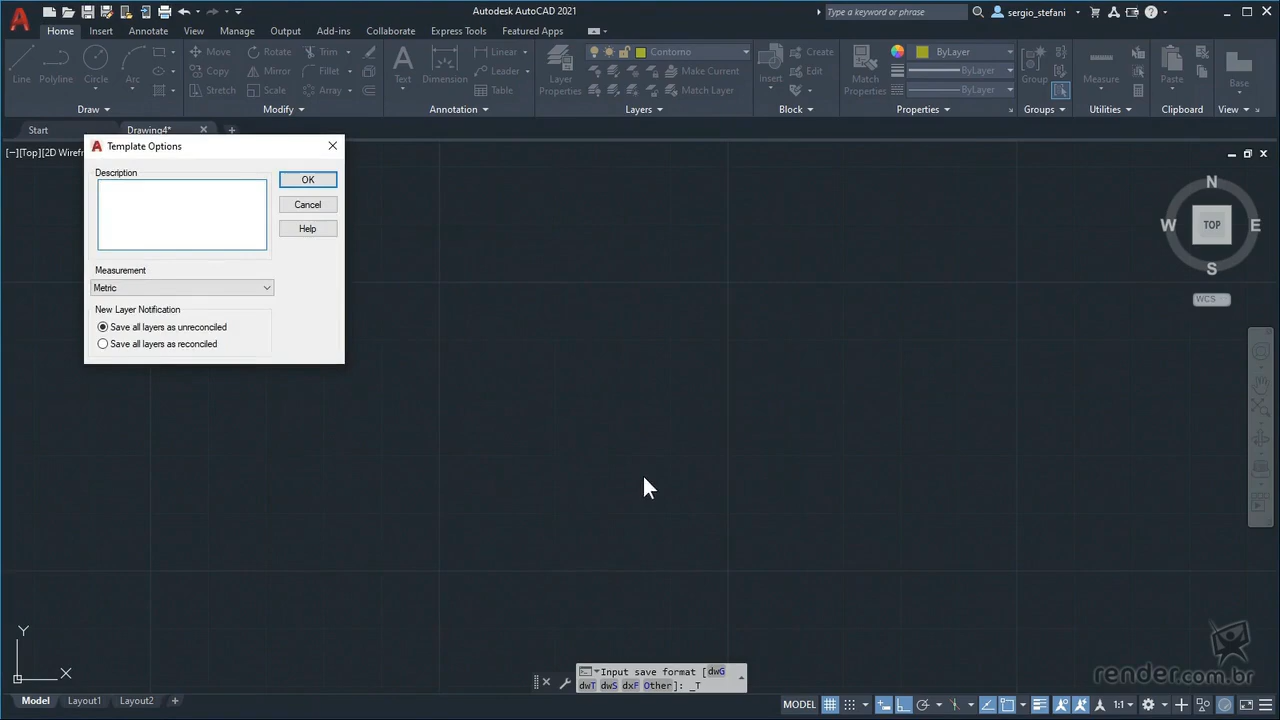 Autodesk AutoCAD 2021
Type a keyword or phrase
sergio_stefani
Home Insert Annotate View Manage Output Add-ins Collaborate Express Tools Featured Apps
Line Polyline Circle Arc
Move Rotate Trim
Copy Mirror Fillet
Stretch Scale Array
Text Dimension
Linear
Leader
Table
Layer Properties
Contorno
Make Current
Match Layer
Insert
Create
Edit
Match Properties
ByLayer
ByLayer
ByLayer
Group
Measure
Paste
Base
Draw Modify Annotation Layers Block Properties Groups Utilities Clipboard View
Start Drawing4*
[−][Top][2D Wirefr
Template Options
Description
OK
Cancel
Help
Measurement
Metric
New Layer Notification
Save all layers as unreconciled
Save all layers as reconciled
N
W TOP E
S
WCS
Y
X
Input save format [dwG
dwT dwS dxF Other]: _T
render.com.br
Model Layout1 Layout2 +
MODEL 1:1